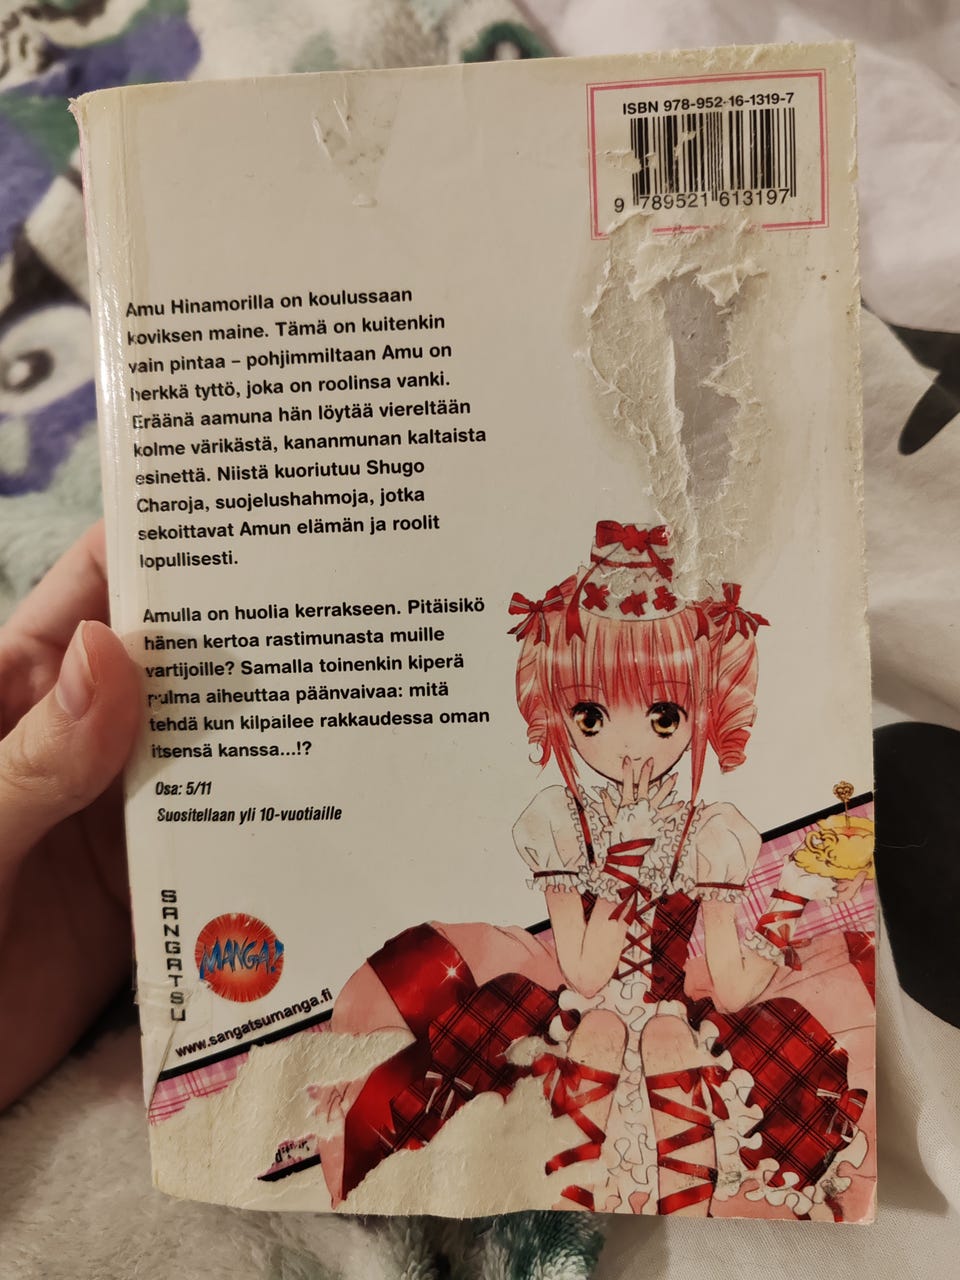 ISBN 978-952-16-1319-7
9 789521 613197
Amu Hinamorilla on koulussaan
koviksen maine. Tämä on kuitenkin
vain pintaa – pohjimmiltaan Amu on
herkkä tyttö, joka on roolinsa vanki.
Eräänä aamuna hän löytää viereltään
kolme värikästä, kananmunan kaltaista
esinettä. Niistä kuoriutuu Shugo
Charoja, suojelushahmoja, jotka
sekoittavat Amun elämän ja roolit
lopullisesti.
Amulla on huolia kerrakseen. Pitäisikö
hänen kertoa rastimunasta muille
vartijoille? Samalla toinenkin kiperä
pulma aiheuttaa päänvaivaa: mitä
tehdä kun kilpailee rakkaudessa oman
itsensä kanssa...!?
Osa: 5/11
Suositellaan yli 10-vuotiaille
SANGATSU
MANGA!
www.sangatsumanga.fi